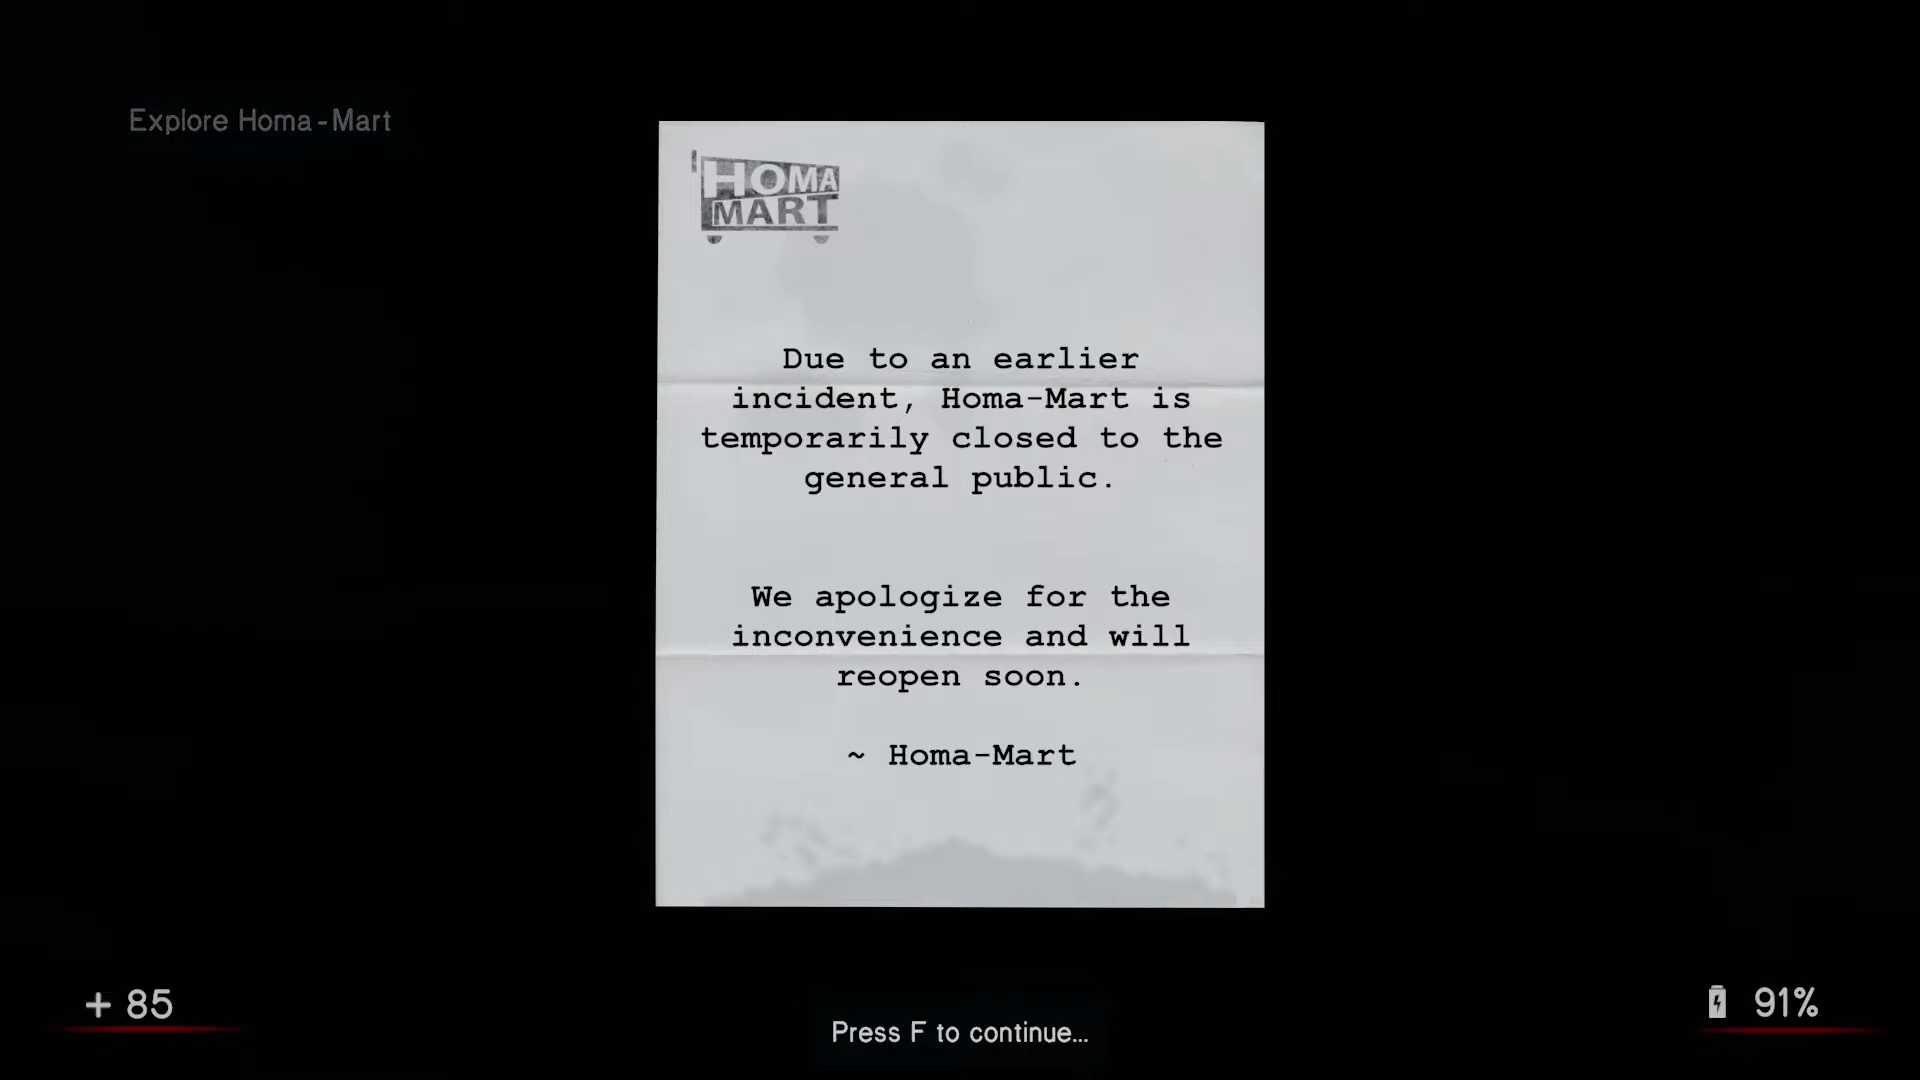 Explore Homa-Mart
HOMA
MART
Due to an earlier
incident, Homa-Mart is
temporarily closed to the
general public.
We apologize for the
inconvenience and will
reopen soon.
~ Homa-Mart
+ 85
Press F to continue...
91%